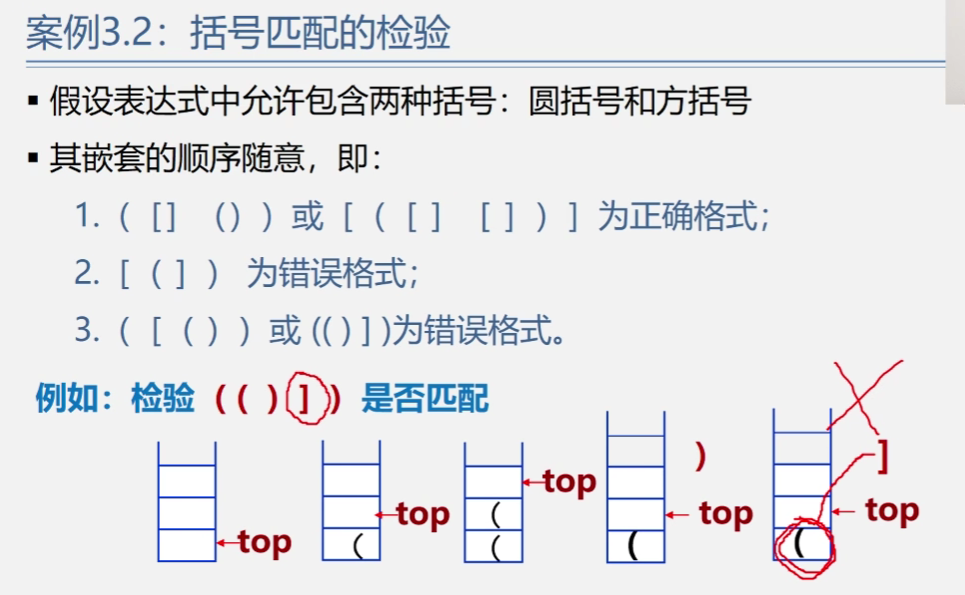 案例3.2：括号匹配的检验
▪ 假设表达式中允许包含两种括号：圆括号和方括号
▪ 其嵌套的顺序随意，即：
1. ( [] () ) 或 [ ( [ ] [ ] ) ] 为正确格式；
2. [ ( ] ) 为错误格式；
3. ( [ ( ) ) 或 (( ) ] )为错误格式。
例如：检验 ( ( ) ] ) 是否匹配
) ]
top top top top top
( ( ( ( (